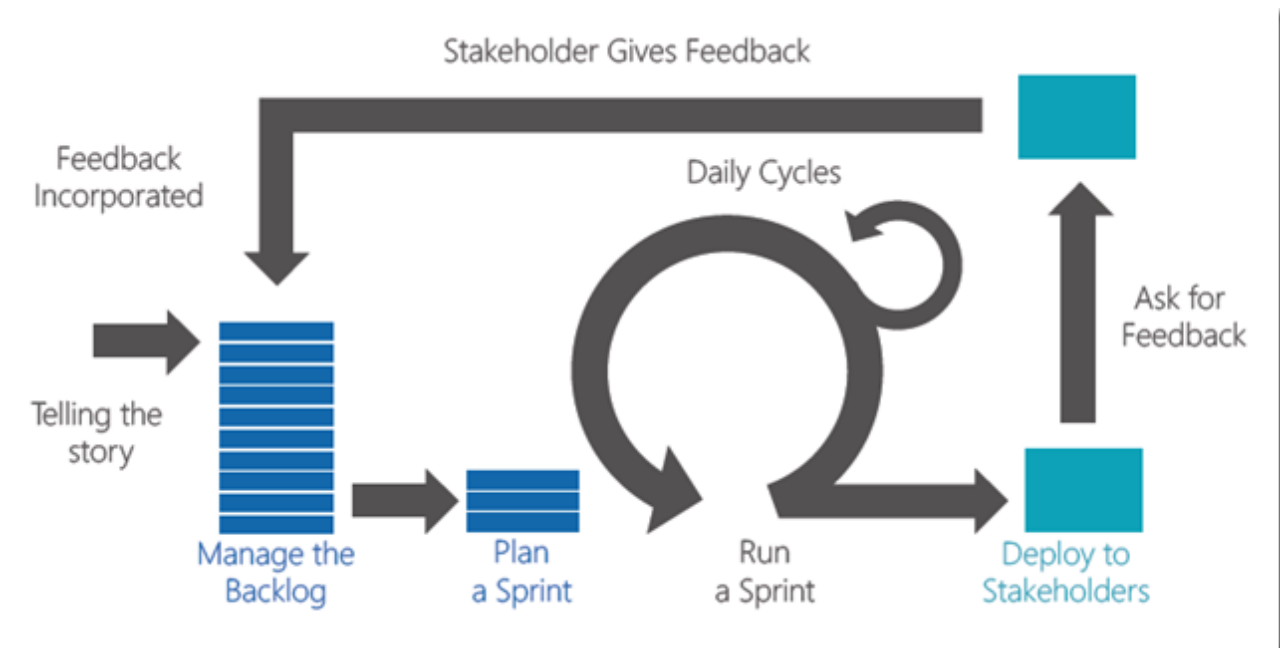 Stakeholder Gives Feedback
Feedback
Incorporated
Daily Cycles
Ask for
Feedback
Telling the
story
Manage the
Backlog
Plan
a Sprint
Run
a Sprint
Deploy to
Stakeholders